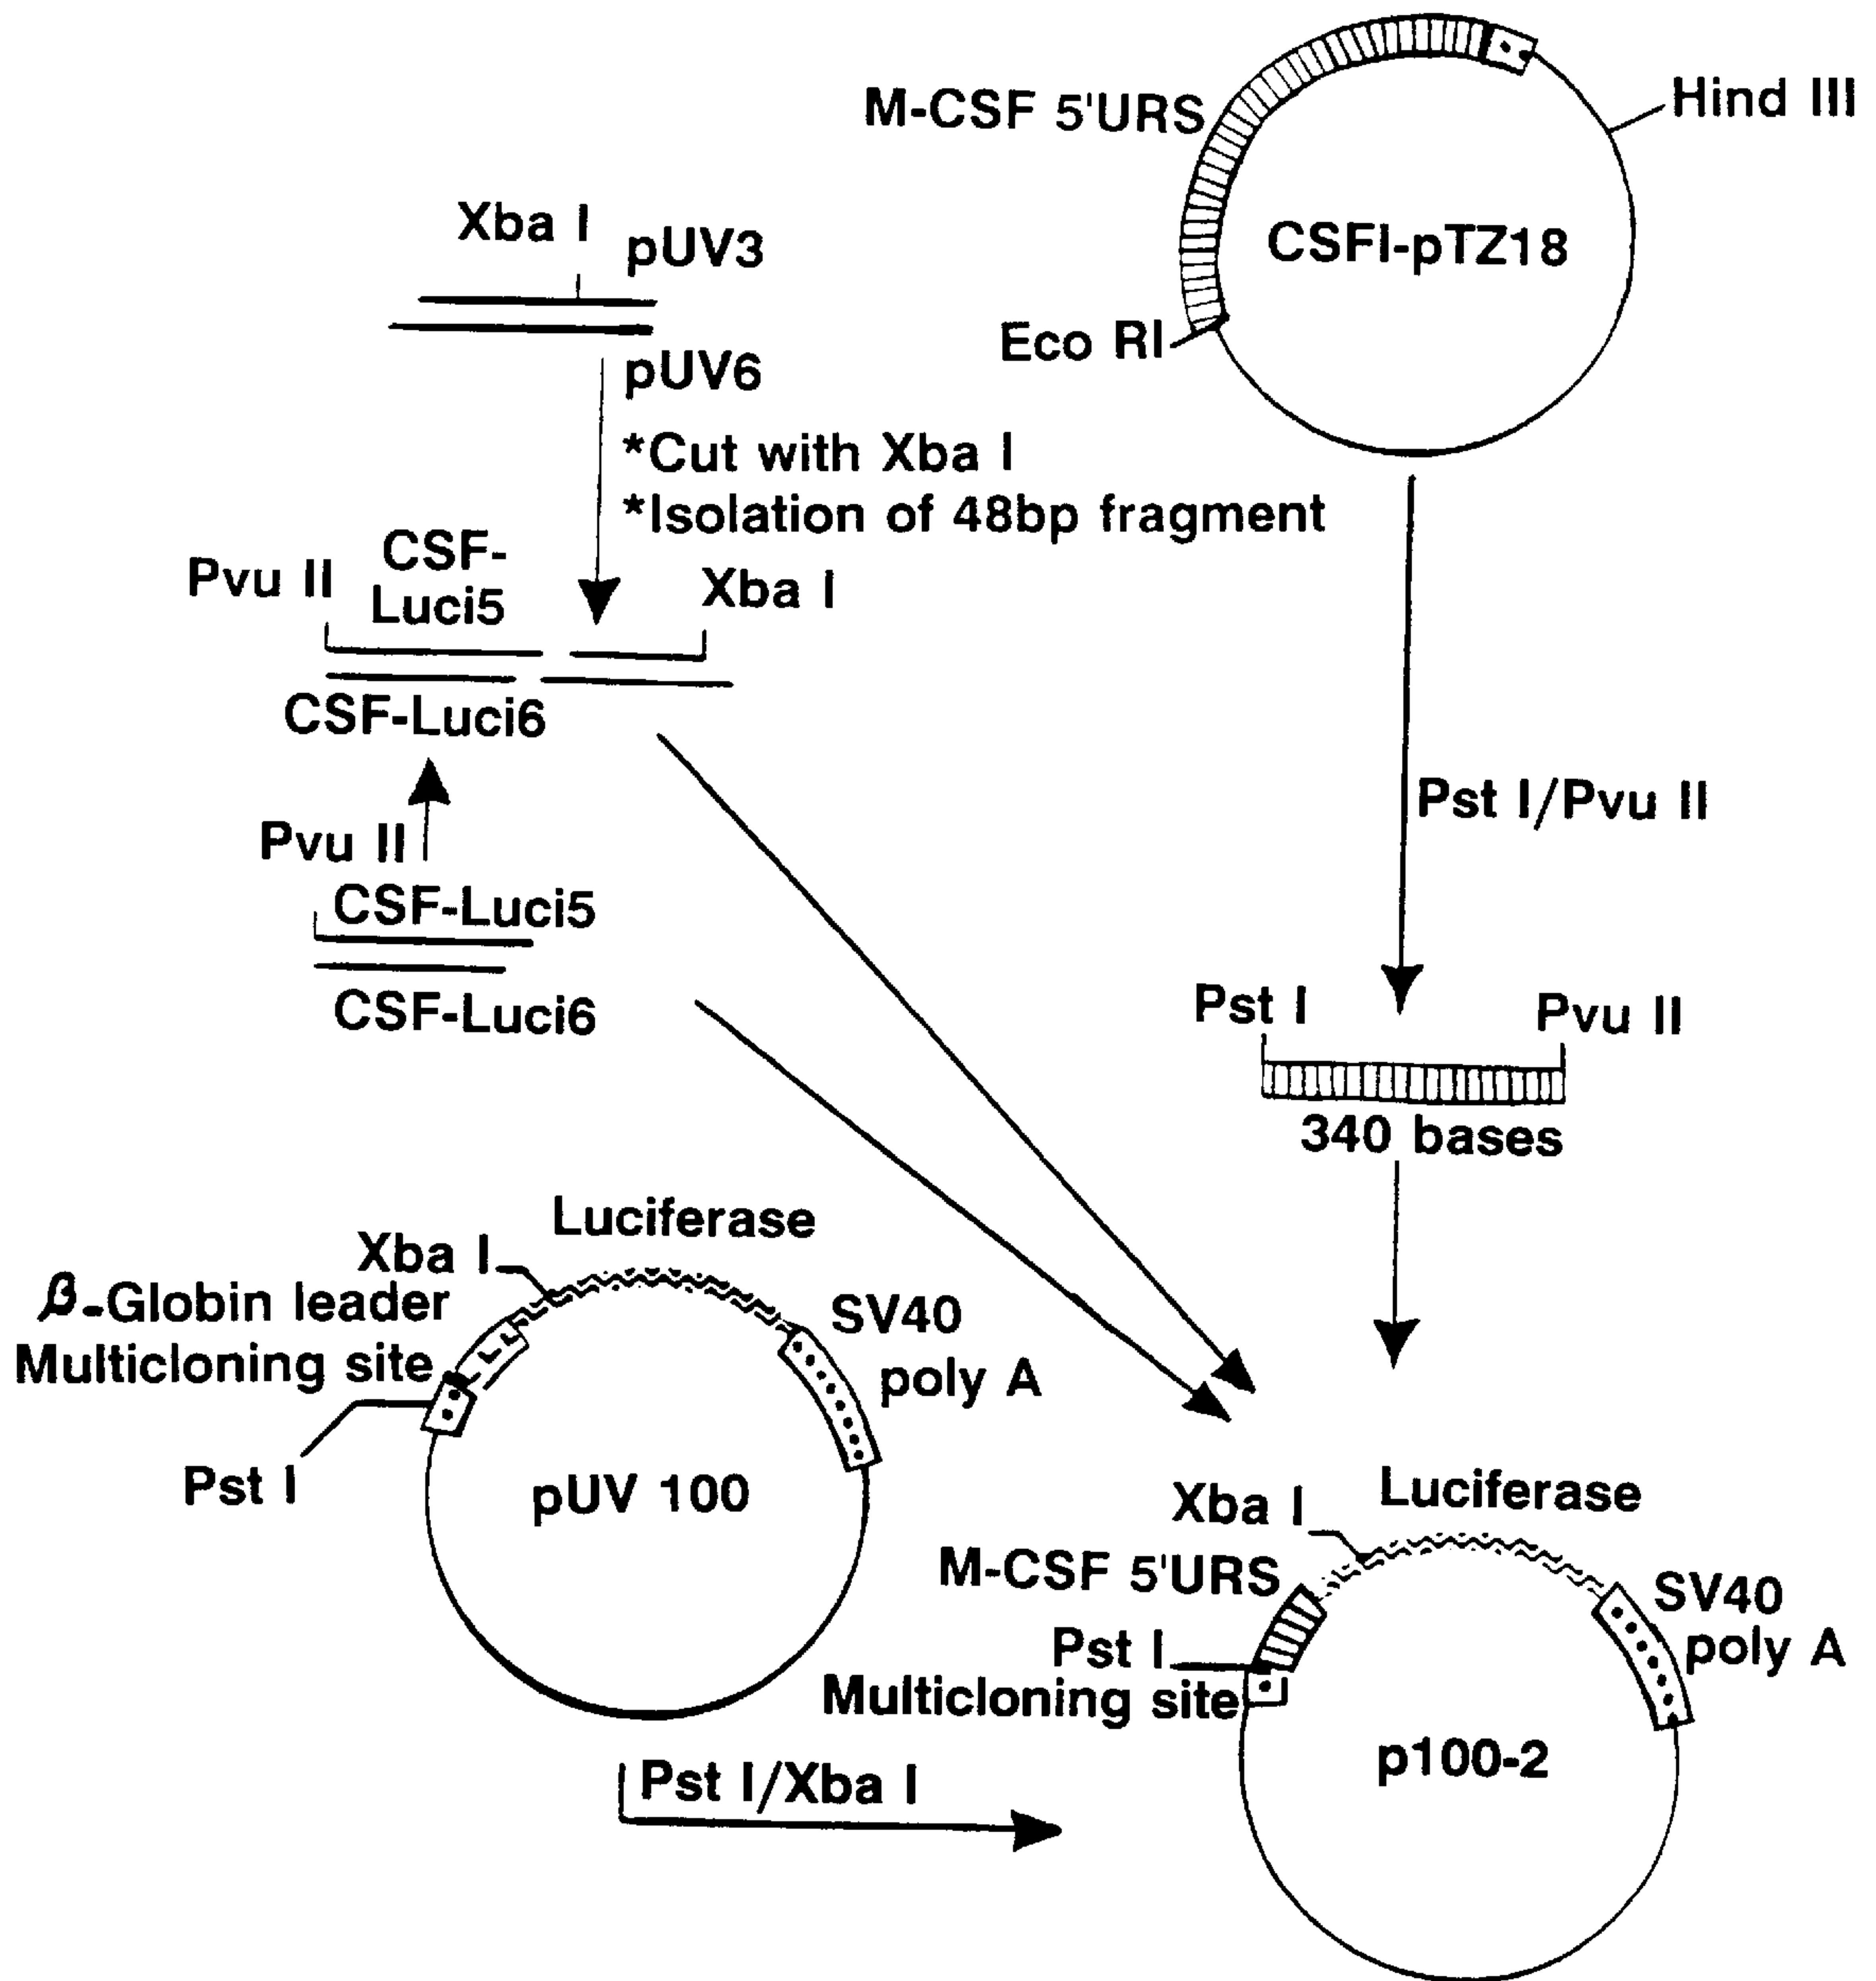 M-CSF 5'URS
Hind III
CSFI-pTZ18
Eco RI
Xba I
pUV3
pUV6
*Cut with Xba I
*Isolation of 48bp fragment
Pvu II
CSF-
Luci5
Xba I
CSF-Luci6
Pvu II
CSF-Luci5
CSF-Luci6
Pst I/Pvu II
Pst I
Pvu II
340 bases
Luciferase
Xba I
β-Globin leader
Multicloning site
SV40
poly A
Pst I
pUV 100
Pst I/Xba I
Luciferase
Xba I
M-CSF 5'URS
SV40
poly A
Pst I
Multicloning site
p100-2